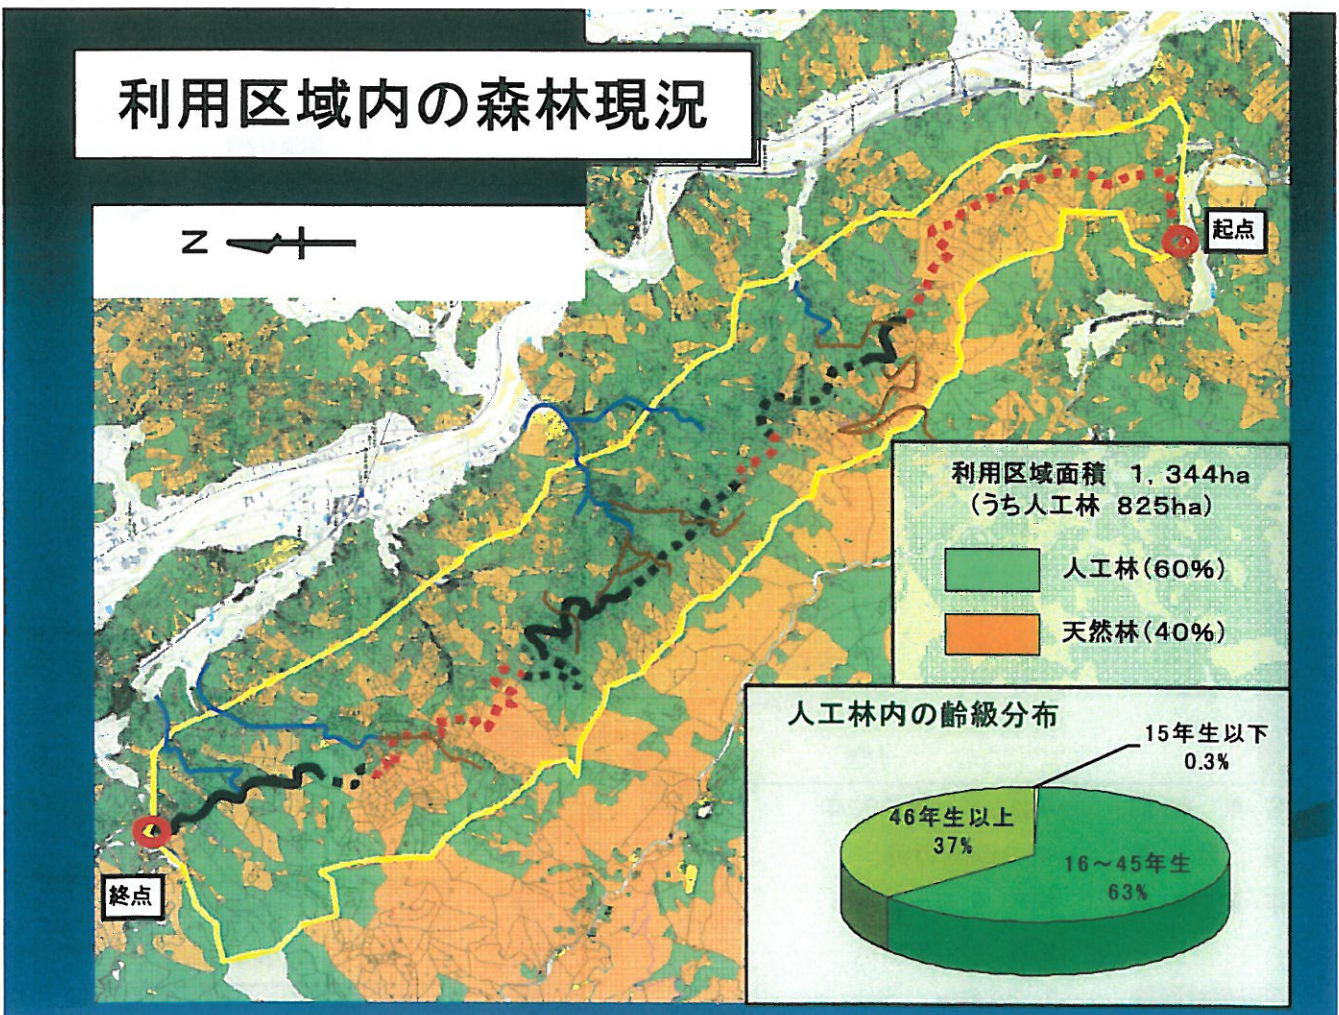 利用区域内の森林現況
Z
起点
利用区域面積 1,344ha
(うち人工林 825ha)
人工林(60%)
天然林(40%)
人工林内の齢級分布
15年生以下
0.3%
46年生以上
37%
16～45年生
63%
終点